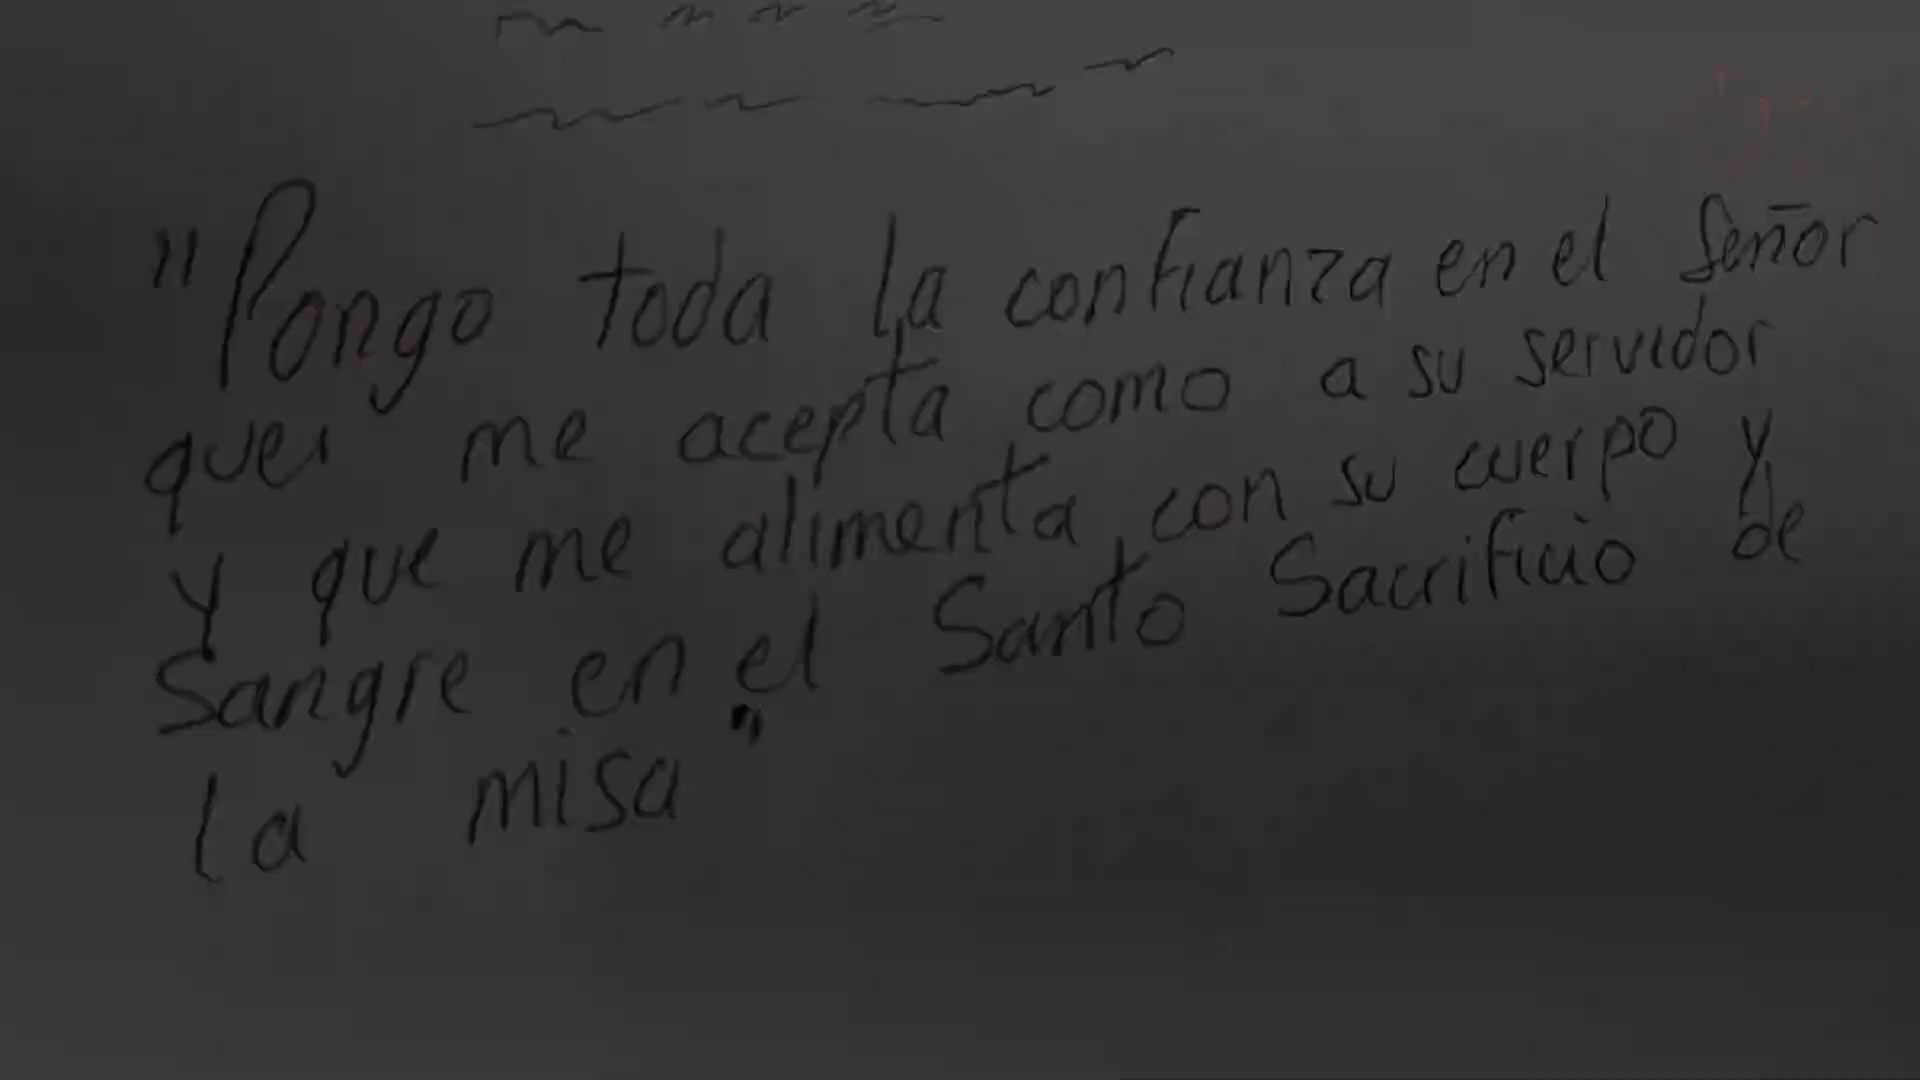 "Pongo toda la confianza en el Señor
que me acepta como a su servidor
y que me alimenta con su cuerpo y
Sangre en el Santo Sacrificio de
la misa"